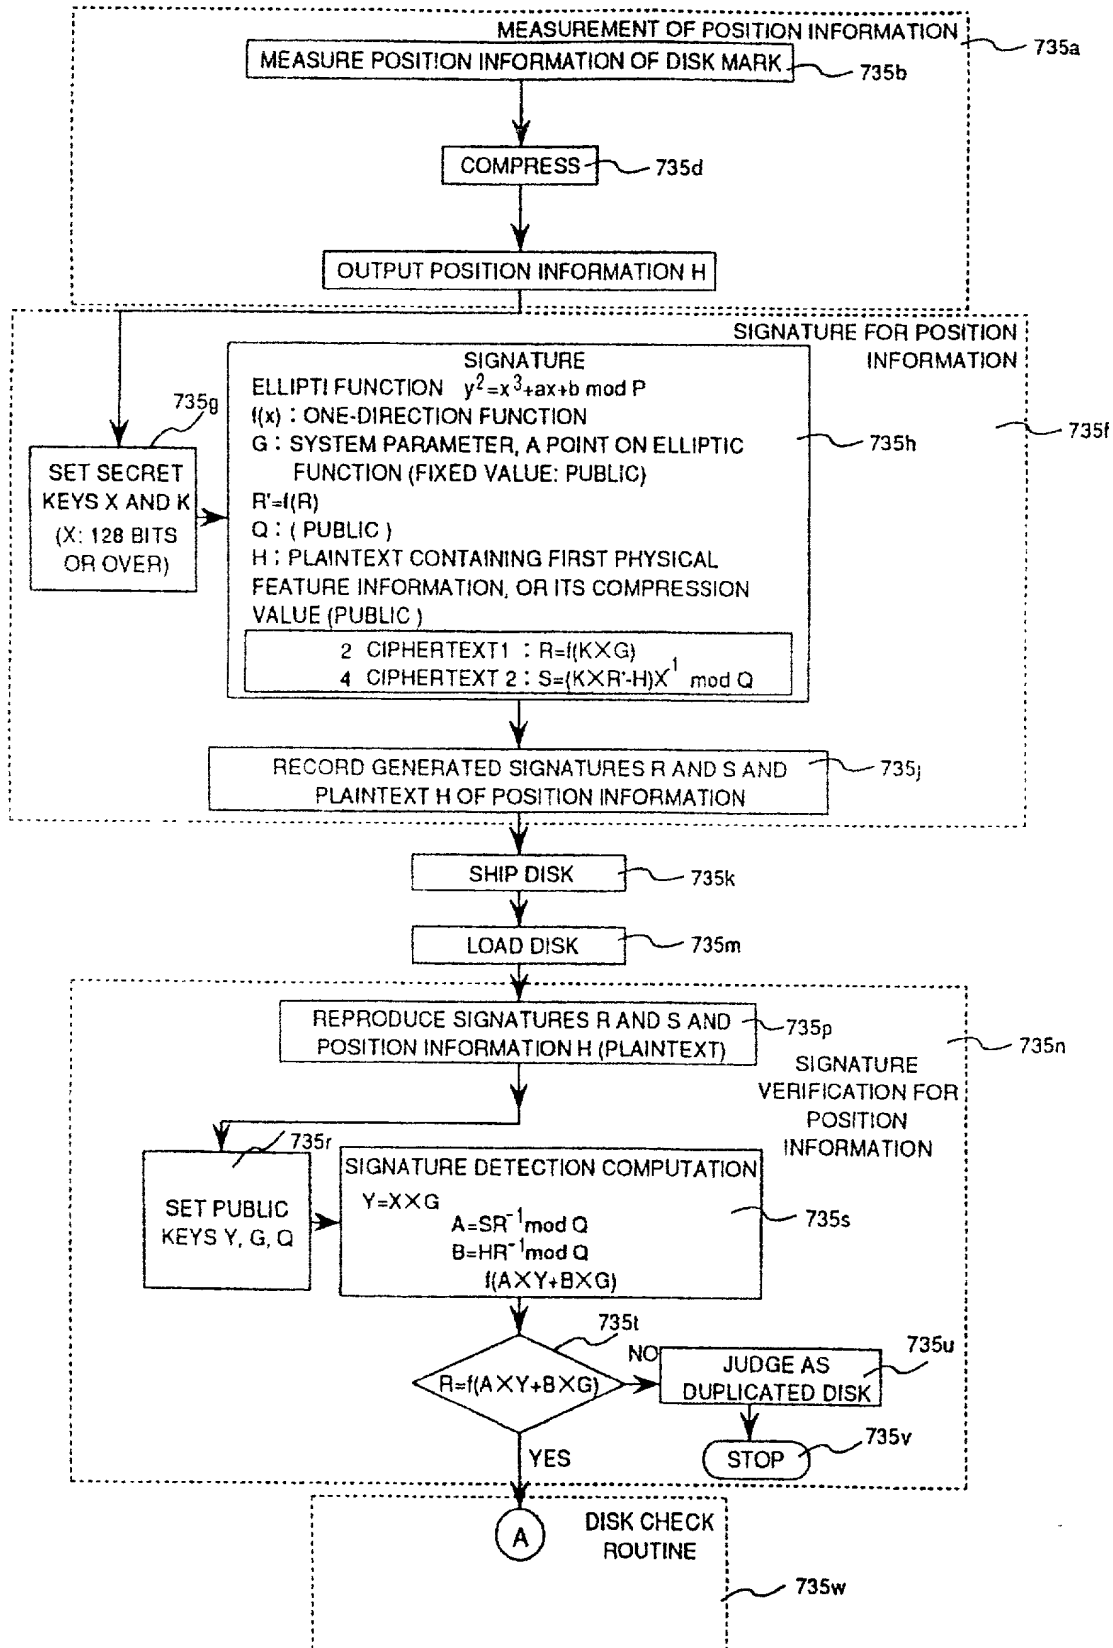 MEASUREMENT OF POSITION INFORMATION
735a
MEASURE POSITION INFORMATION OF DISK MARK
735b
COMPRESS
735d
OUTPUT POSITION INFORMATION H
SIGNATURE FOR POSITION
INFORMATION
735f
735g
SET SECRET
KEYS X AND K
(X: 128 BITS
OR OVER)
SIGNATURE
ELLIPTI FUNCTION y²=x³+ax+b mod P
f(x) : ONE-DIRECTION FUNCTION
G : SYSTEM PARAMETER, A POINT ON ELLIPTIC
FUNCTION (FIXED VALUE: PUBLIC)
R'=f(R)
Q : ( PUBLIC )
H : PLAINTEXT CONTAINING FIRST PHYSICAL
FEATURE INFORMATION, OR ITS COMPRESSION
VALUE (PUBLIC )
2 CIPHERTEXT1 : R=f(K×G)
4 CIPHERTEXT 2 : S=(K×R'-H)X¹ mod Q
735h
RECORD GENERATED SIGNATURES R AND S AND
PLAINTEXT H OF POSITION INFORMATION
735j
SHIP DISK
735k
LOAD DISK
735m
REPRODUCE SIGNATURES R AND S AND
POSITION INFORMATION H (PLAINTEXT)
735p
735n
SIGNATURE
VERIFICATION FOR
POSITION
INFORMATION
735r
SET PUBLIC
KEYS Y, G, Q
SIGNATURE DETECTION COMPUTATION
Y=X×G
A=SR⁻¹ mod Q
B=HR⁻¹ mod Q
f(A×Y+B×G)
735s
735t
R=f(A×Y+B×G)
NO
JUDGE AS
DUPLICATED DISK
735u
STOP
735v
YES
A
DISK CHECK
ROUTINE
735w